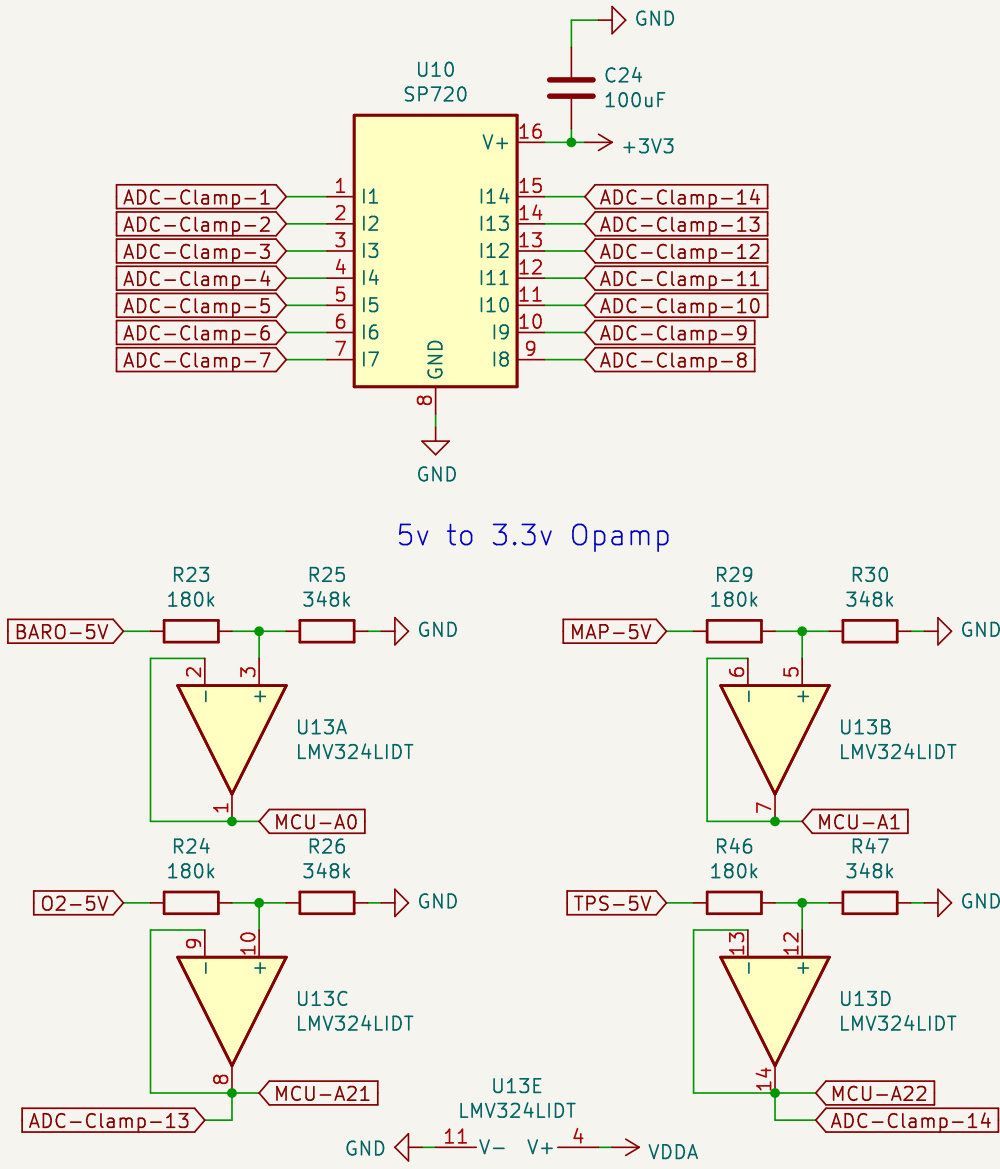 GND
U10
SP720
C24
100uF
V+
16
+3V3
ADC-Clamp-1
1
I1
I14
15
ADC-Clamp-14
ADC-Clamp-2
2
I2
I13
14
ADC-Clamp-13
ADC-Clamp-3
3
I3
I12
13
ADC-Clamp-12
ADC-Clamp-4
4
I4
I11
12
ADC-Clamp-11
ADC-Clamp-5
5
I5
I10
11
ADC-Clamp-10
ADC-Clamp-6
6
I6
I9
10
ADC-Clamp-9
ADC-Clamp-7
7
I7
I8
9
ADC-Clamp-8
GND
8
GND
5v to 3.3v Opamp
R23
180k
R25
348k
BARO-5V
GND
2
3
-
+
U13A
LMV324LIDT
1
MCU-A0
R29
180k
R30
348k
MAP-5V
GND
6
5
-
+
U13B
LMV324LIDT
7
MCU-A1
R24
180k
R26
348k
O2-5V
GND
9
10
-
+
U13C
LMV324LIDT
8
MCU-A21
ADC-Clamp-13
R46
180k
R47
348k
TPS-5V
GND
13
12
-
+
U13D
LMV324LIDT
14
MCU-A22
ADC-Clamp-14
U13E
LMV324LIDT
GND
11
V-
V+
4
VDDA